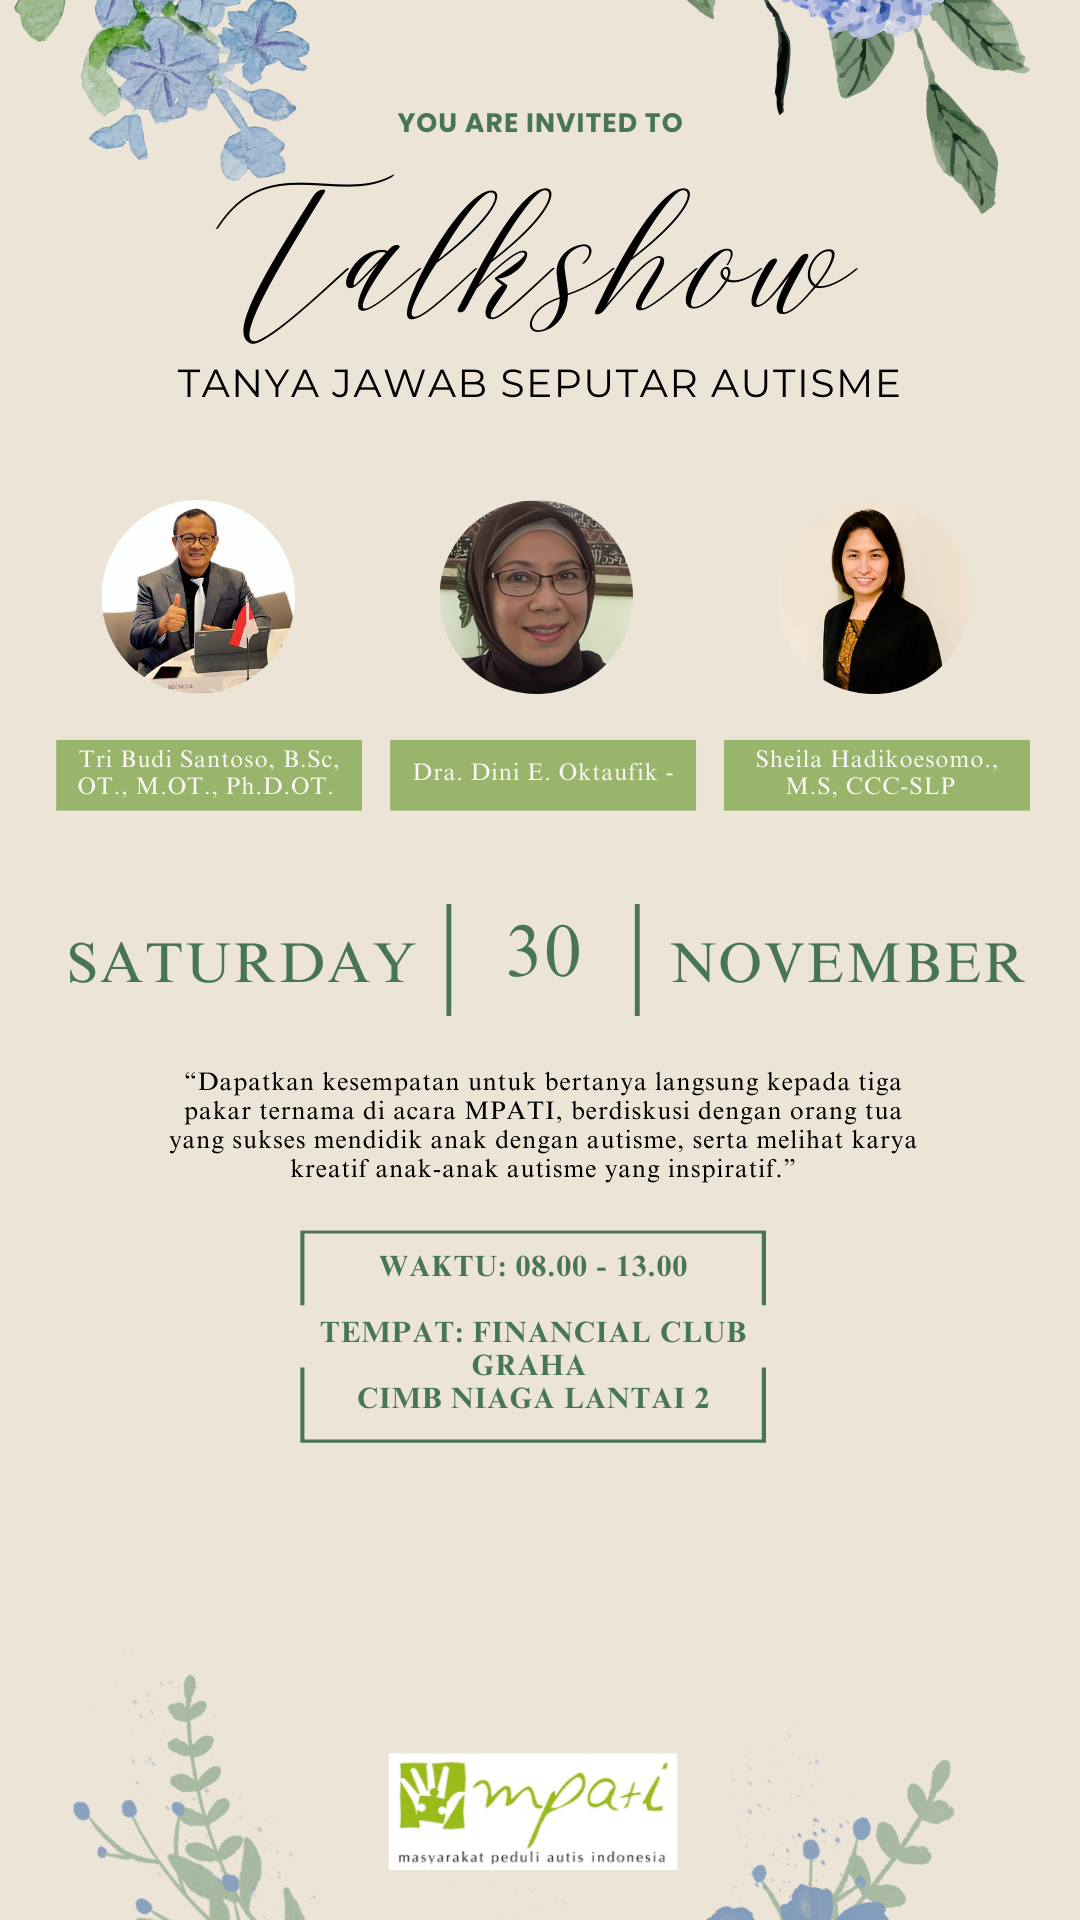 YOU ARE INVITED TO
Talkshow
TANYA JAWAB SEPUTAR AUTISME
INDONESIA
Tri Budi Santoso, B.Sc,
OT., M.OT., Ph.D.OT.
Dra. Dini E. Oktaufik -
Sheila Hadikoesomo.,
M.S, CCC-SLP
SATURDAY
30
NOVEMBER
“Dapatkan kesempatan untuk bertanya langsung kepada tiga
pakar ternama di acara MPATI, berdiskusi dengan orang tua
yang sukses mendidik anak dengan autisme, serta melihat karya
kreatif anak-anak autisme yang inspiratif.”
WAKTU: 08.00 - 13.00
TEMPAT: FINANCIAL CLUB
GRAHA
CIMB NIAGA LANTAI 2
mpati
masyarakat peduli autis indonesia